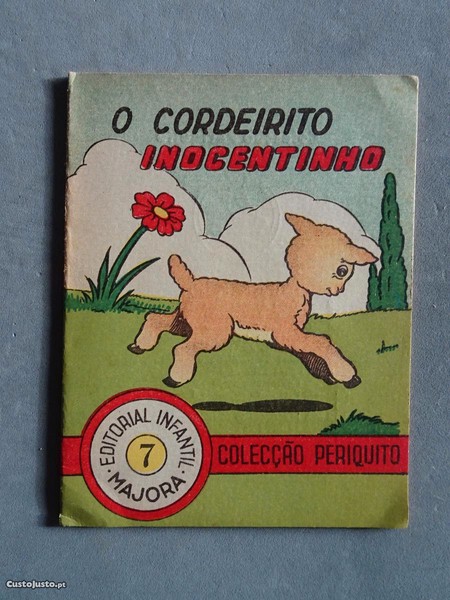 O CORDEIRITO
INOCENTINHO
EDITORIAL INFANTIL
7
MAJORA
COLECÇÃO PERIQUITO
CustoJusto.pt